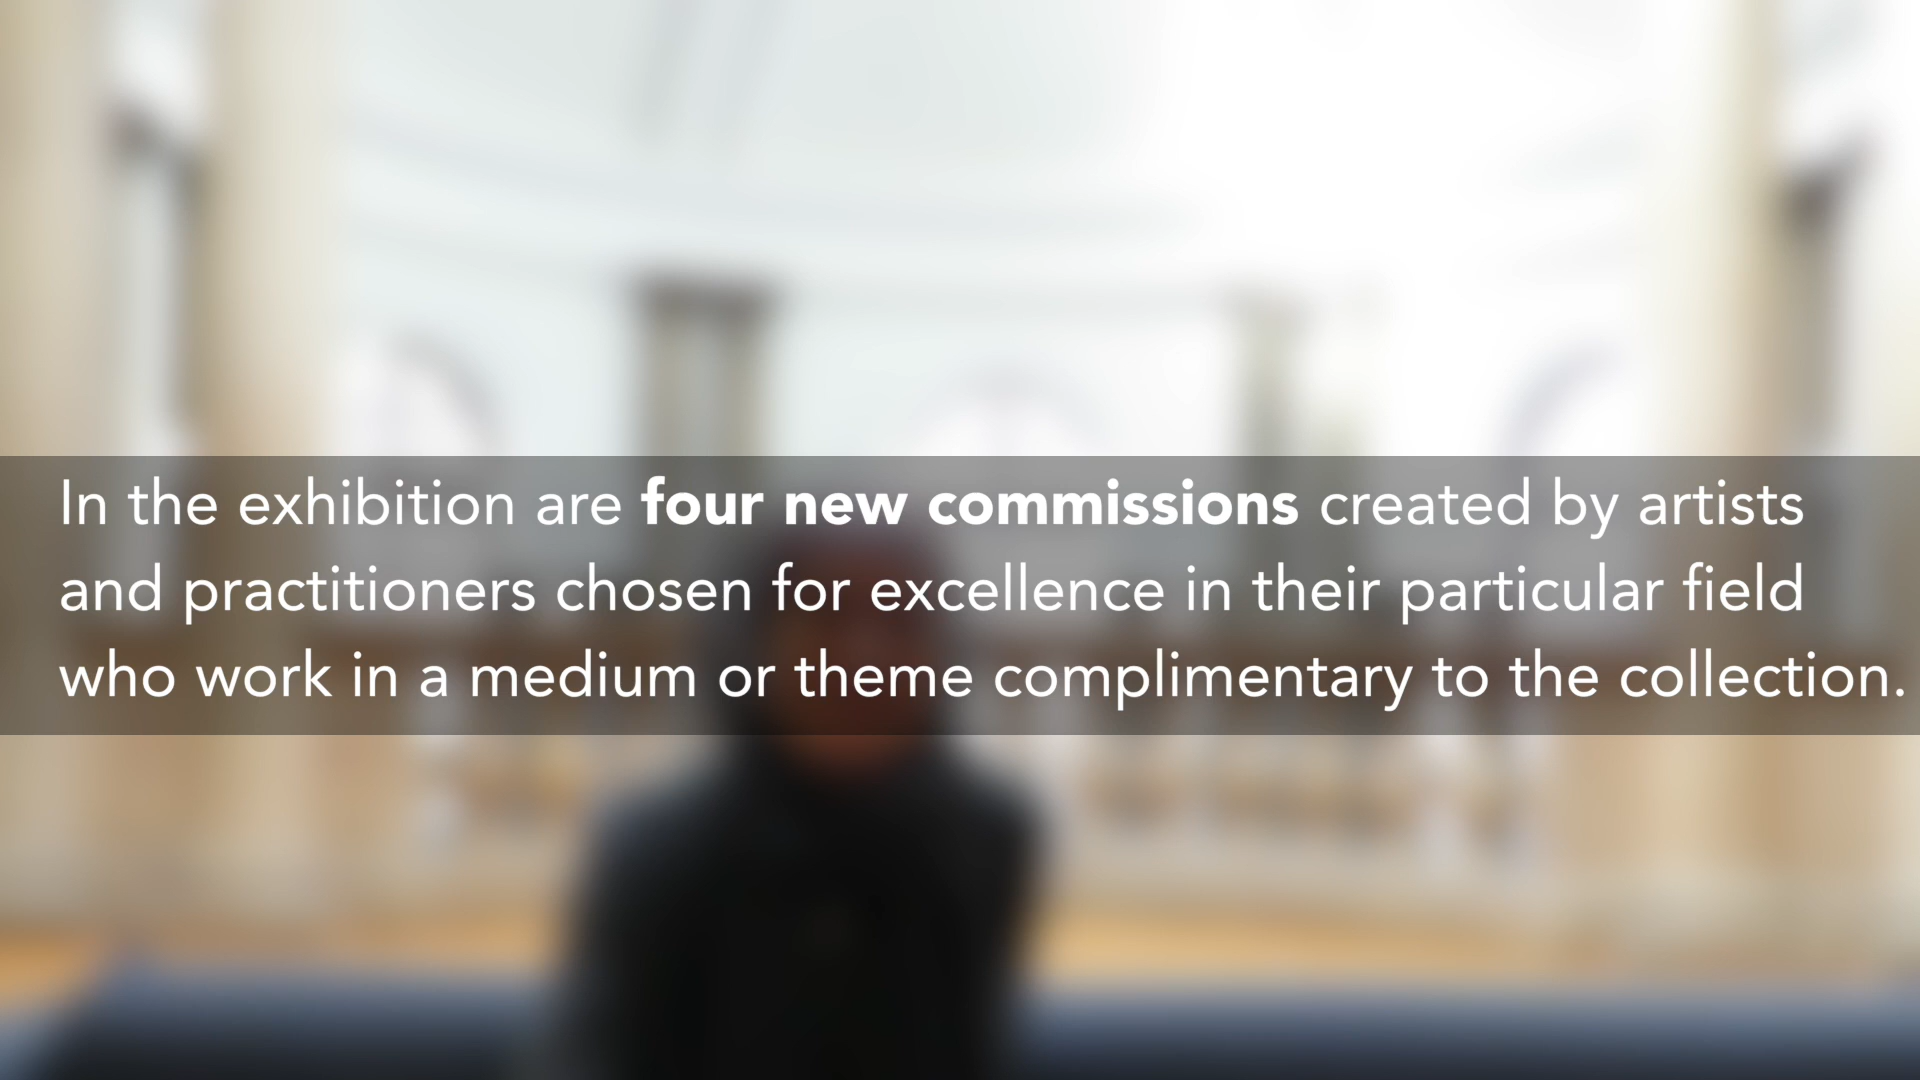 In the exhibition are four new commissions created by artists
and practitioners chosen for excellence in their particular field
who work in a medium or theme complimentary to the collection.